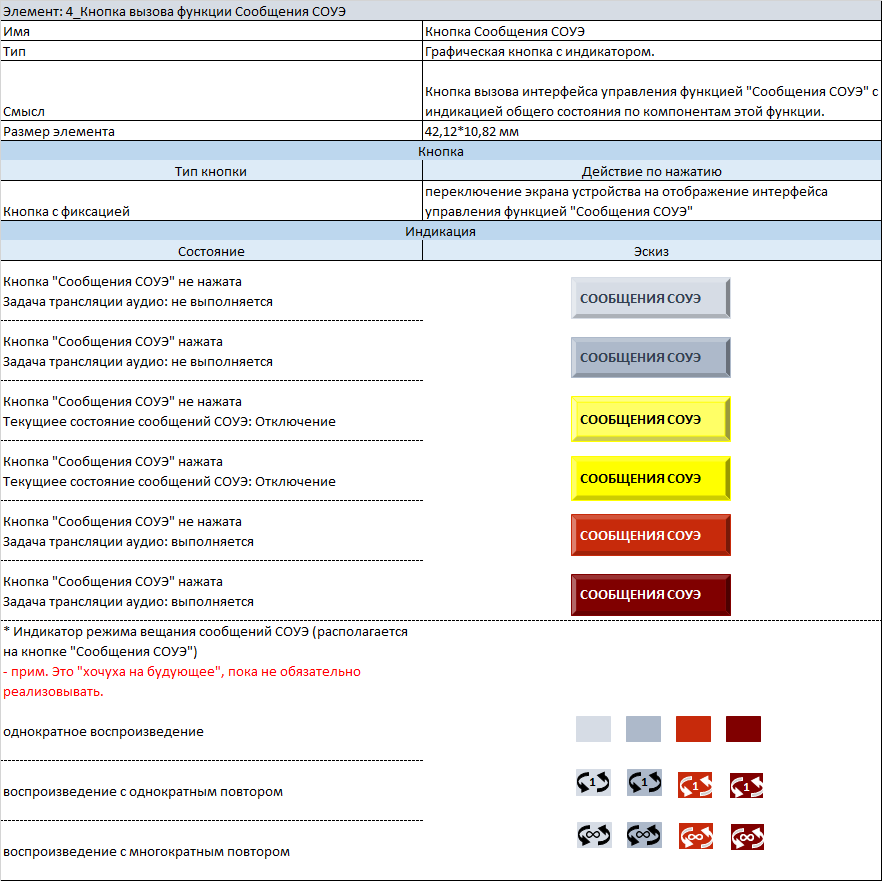 Элемент: 4_Кнопка вызова функции Сообщения СОУЭ
Имя
Кнопка Сообщения СОУЭ
Тип
Графическая кнопка с индикатором.
Смысл
Кнопка вызова интерфейса управления функцией "Сообщения СОУЭ" с
индикацией общего состояния по компонентам этой функции.
Размер элемента
42,12*10,82 мм
Кнопка
Тип кнопки
Действие по нажатию
Кнопка с фиксацией
переключение экрана устройства на отображение интерфейса
управления функцией "Сообщения СОУЭ"
Индикация
Состояние
Эскиз
Кнопка "Сообщения СОУЭ" не нажата
Задача трансляции аудио: не выполняется
СООБЩЕНИЯ СОУЭ
Кнопка "Сообщения СОУЭ" нажата
Задача трансляции аудио: не выполняется
СООБЩЕНИЯ СОУЭ
Кнопка "Сообщения СОУЭ" не нажата
Текущиее состояние сообщений СОУЭ: Отключение
СООБЩЕНИЯ СОУЭ
Кнопка "Сообщения СОУЭ" нажата
Текущиее состояние сообщений СОУЭ: Отключение
СООБЩЕНИЯ СОУЭ
Кнопка "Сообщения СОУЭ" не нажата
Задача трансляции аудио: выполняется
СООБЩЕНИЯ СОУЭ
Кнопка "Сообщения СОУЭ" нажата
Задача трансляции аудио: выполняется
СООБЩЕНИЯ СОУЭ
* Индикатор режима вещания сообщений СОУЭ (располагается
на кнопке "Сообщения СОУЭ")
- прим. Это "хочуха на будующее", пока не обязательно
реализовывать.
однократное воспроизведение
воспроизведение с однократным повтором
1 1 1 1
воспроизведение с многократным повтором
∞ ∞ ∞ ∞